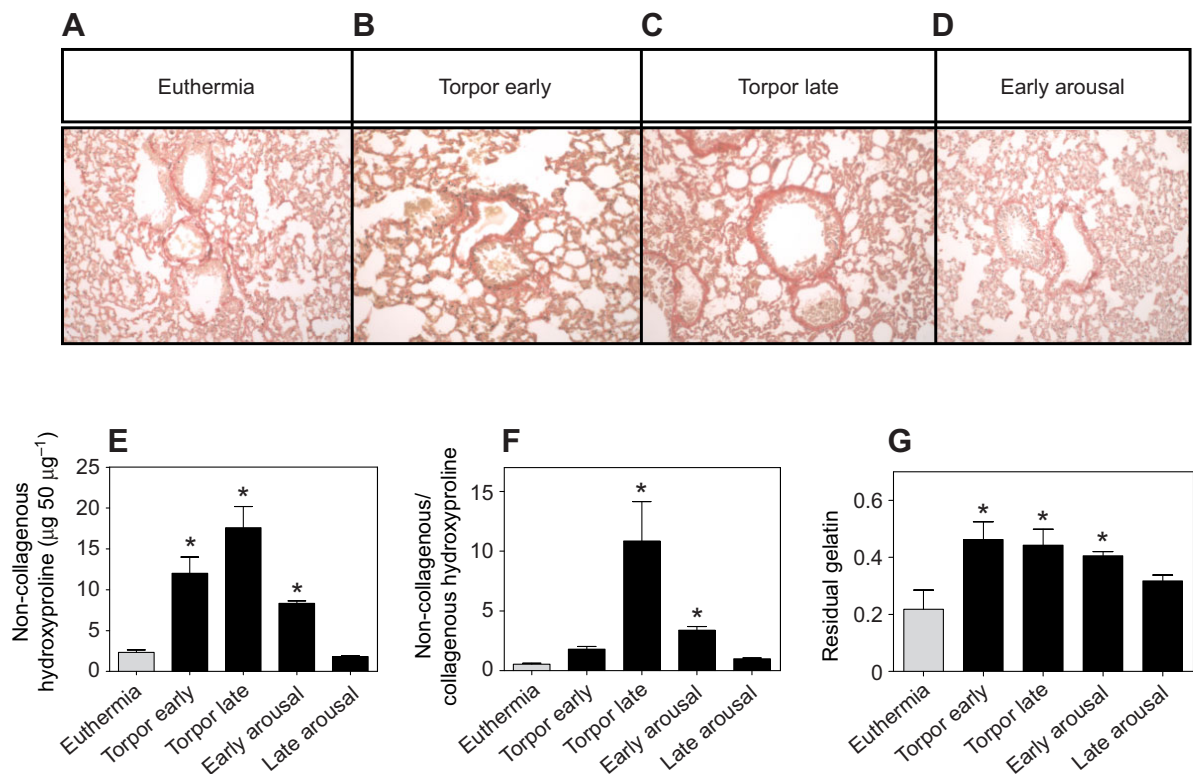 A
B
C
D
Euthermia
Torpor early
Torpor late
Early arousal
E
Non-collagenous
hydroxyproline (µg 50 µg⁻¹)
25
20
15
10
5
0
*
*
*
Euthermia
Torpor early
Torpor late
Early arousal
Late arousal
F
Non-collagenous/
collagenous hydroxyproline
15
10
5
0
*
*
Euthermia
Torpor early
Torpor late
Early arousal
Late arousal
G
Residual gelatin
0.6
0.4
0.2
0
*
*
*
Euthermia
Torpor early
Torpor late
Early arousal
Late arousal